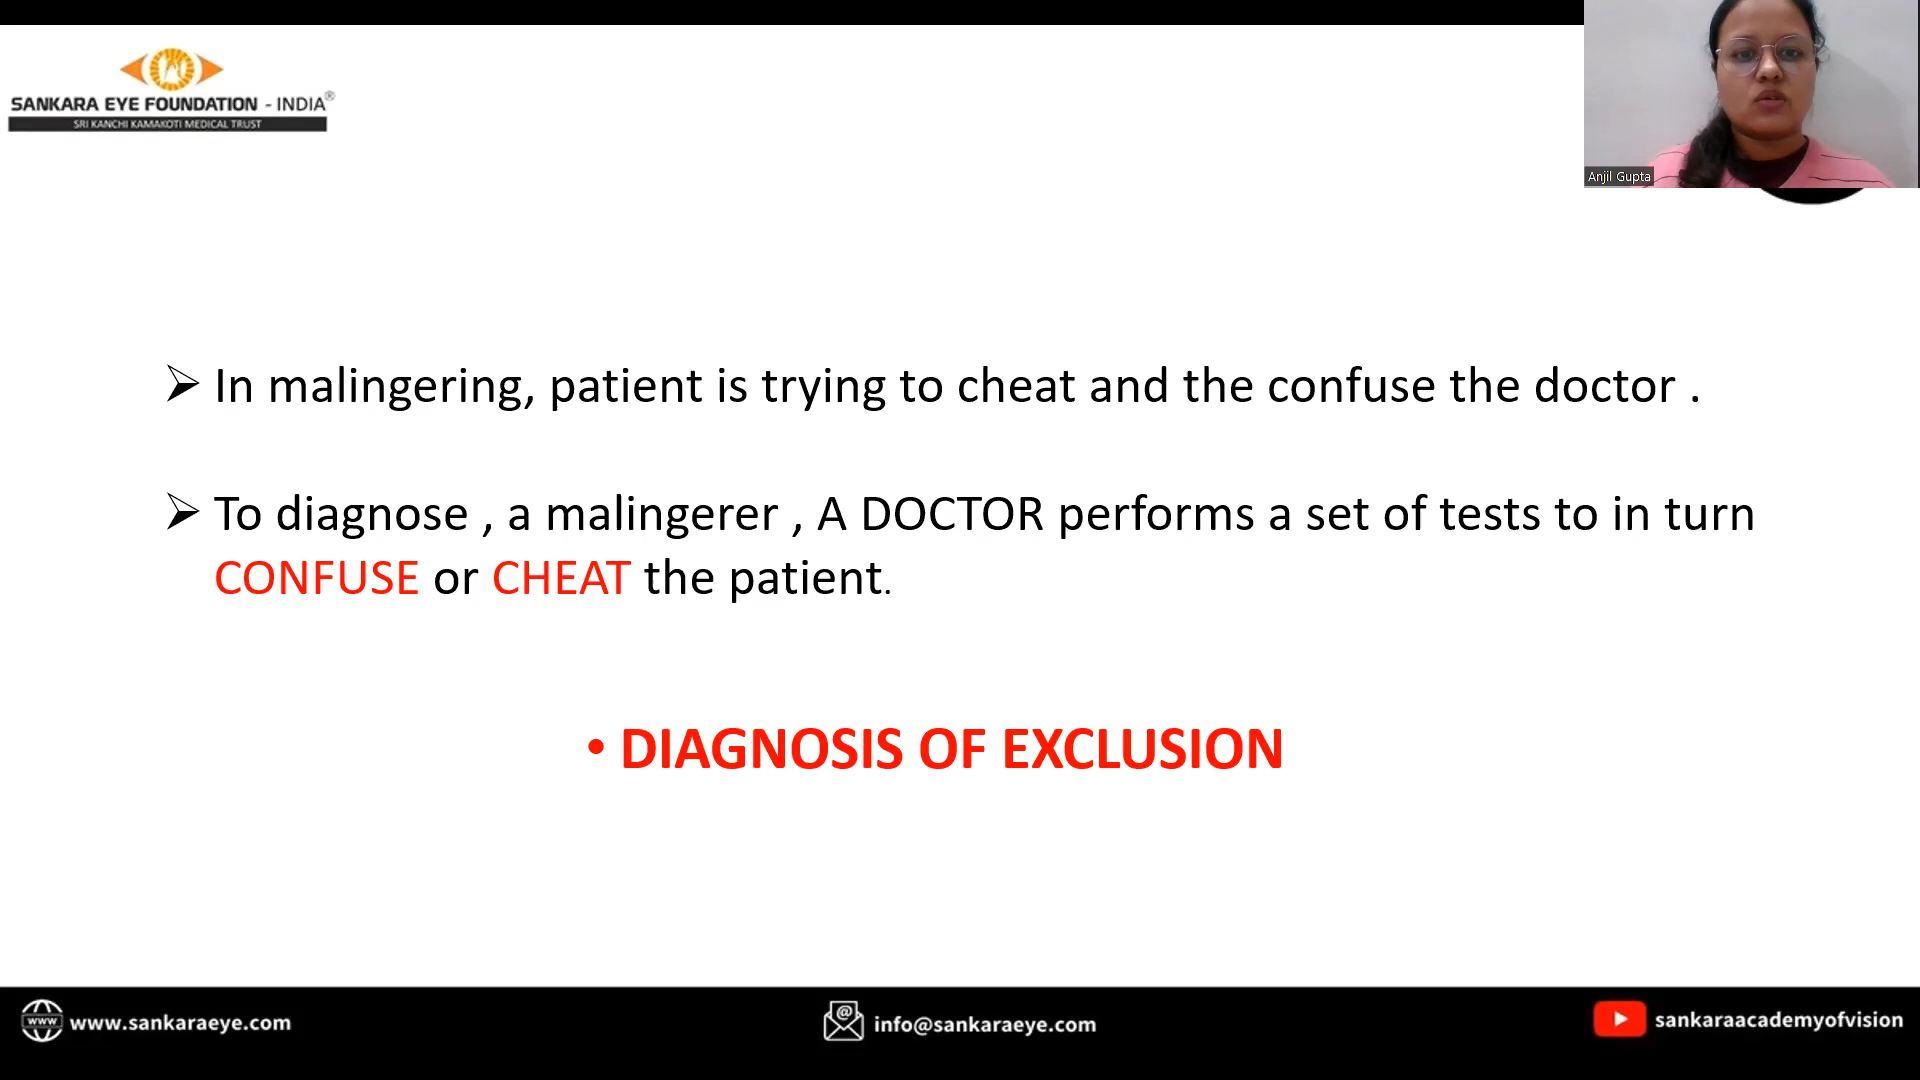 SANKARA EYE FOUNDATION - INDIA®
SRI KANCHI KAMAKOTI MEDICAL TRUST
Anjil Gupta
➢ In malingering, patient is trying to cheat and the confuse the doctor .
➢ To diagnose , a malingerer , A DOCTOR performs a set of tests to in turn
CONFUSE or CHEAT the patient.
• DIAGNOSIS OF EXCLUSION
www www.sankaraeye.com
@ info@sankaraeye.com
sankaraacademyofvision